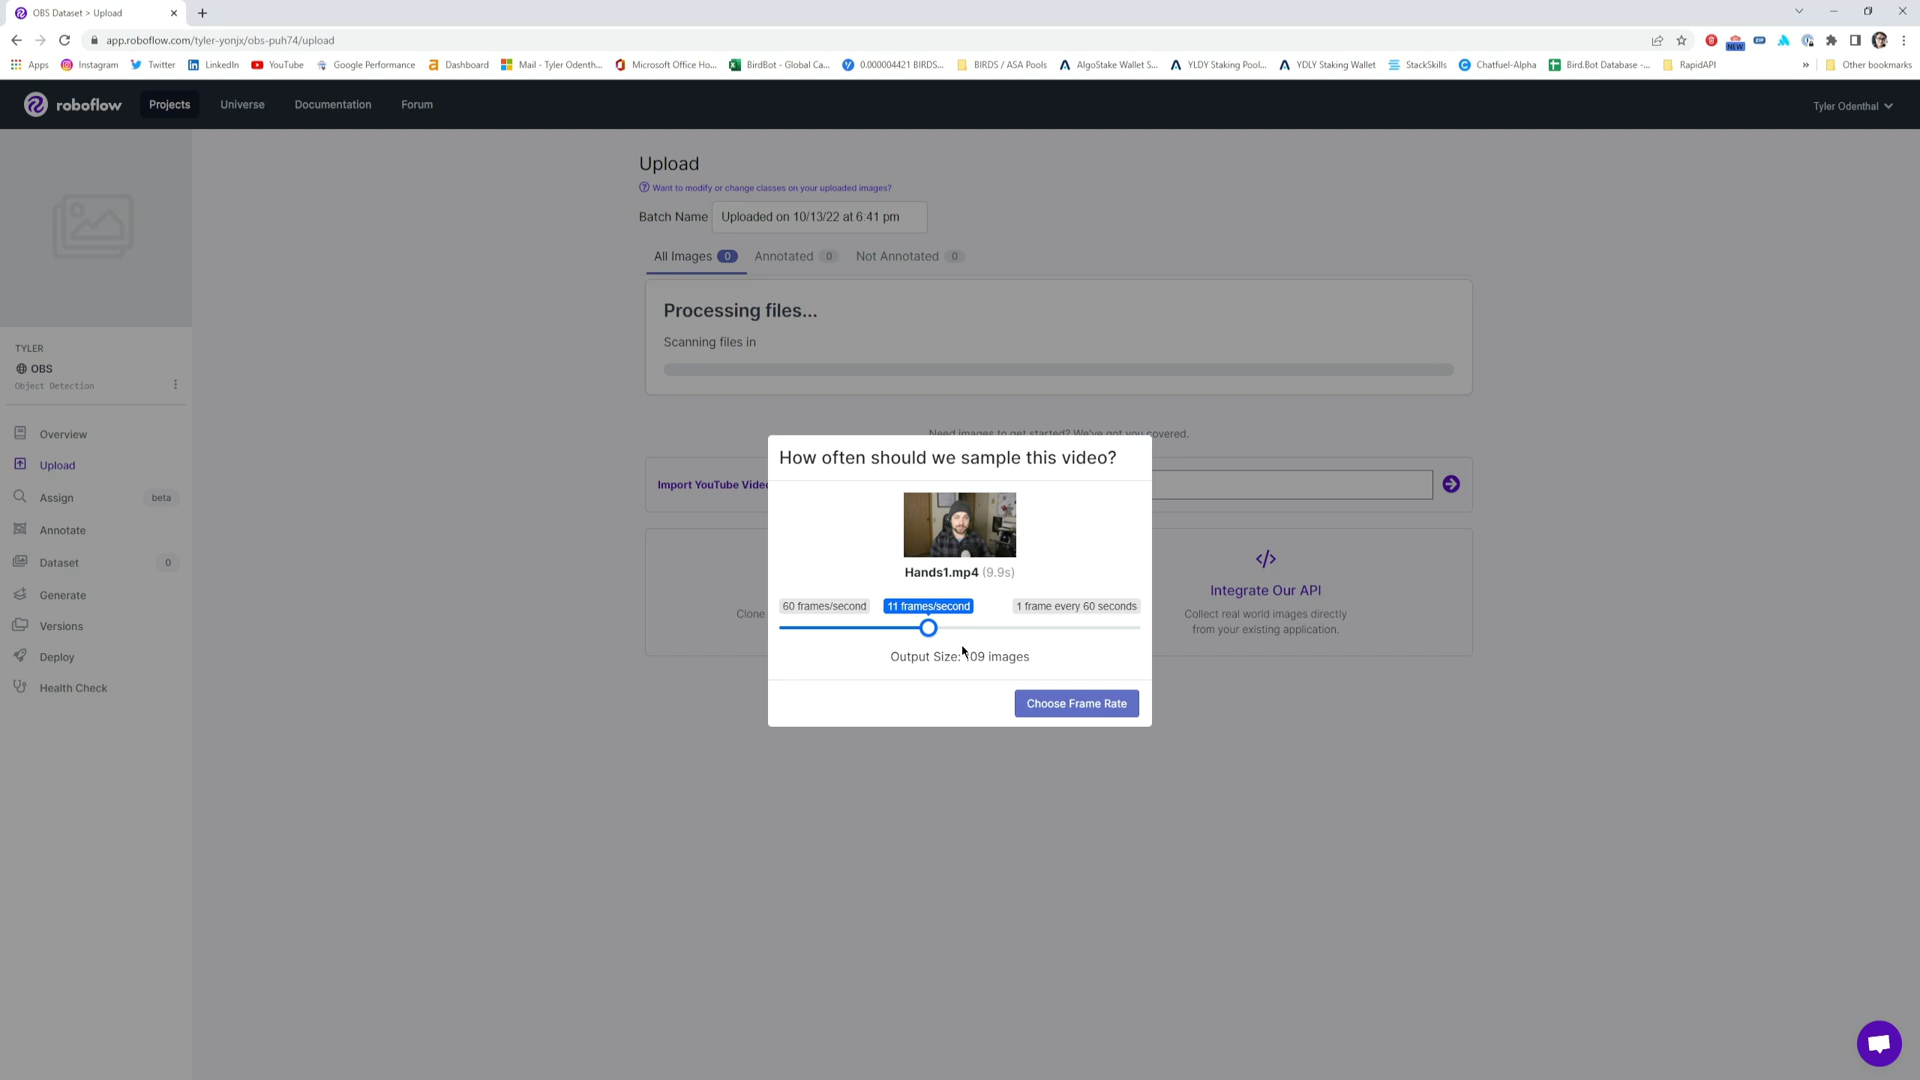 OBS Dataset > Upload
app.roboflow.com/tyler-yonjx/obs-puh74/upload
Apps Instagram Twitter LinkedIn YouTube Google Performance Dashboard Mail - Tyler Odenth... Microsoft Office Ho... BirdBot - Global Ca... 0.000004421 BIRDS... BIRDS / ASA Pools AlgoStake Wallet S... YLDY Staking Pool... YDLY Staking Wallet StackSkills Chatfuel-Alpha Bird.Bot Database -... RapidAPI » Other bookmarks
NEW
roboflow Projects Universe Documentation Forum Tyler Odenthal
Upload
Want to modify or change classes on your uploaded images?
Batch Name Uploaded on 10/13/22 at 6:41 pm
All Images 0 Annotated 0 Not Annotated 0
Processing files...
Scanning files in
TYLER
OBS
Object Detection
Overview
Upload
Assign beta
Annotate
Dataset 0
Generate
Versions
Deploy
Health Check
Need images to get started? We've got you covered.
Import YouTube Video
How often should we sample this video?
Hands1.mp4 (9.9s)
60 frames/second 11 frames/second 1 frame every 60 seconds
Output Size: 109 images
Choose Frame Rate
Clone
Integrate Our API
Collect real world images directly
from your existing application.